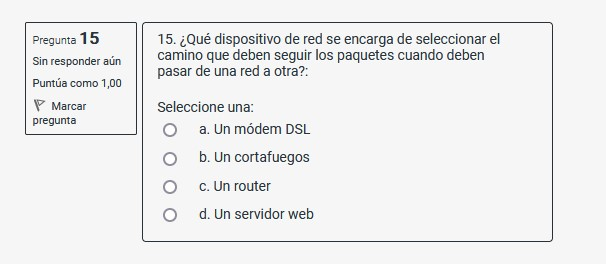 Pregunta 15
Sin responder aún
Puntúa como 1,00
Marcar
pregunta
15. ¿Qué dispositivo de red se encarga de seleccionar el
camino que deben seguir los paquetes cuando deben
pasar de una red a otra?:
Seleccione una:
a. Un módem DSL
b. Un cortafuegos
c. Un router
d. Un servidor web